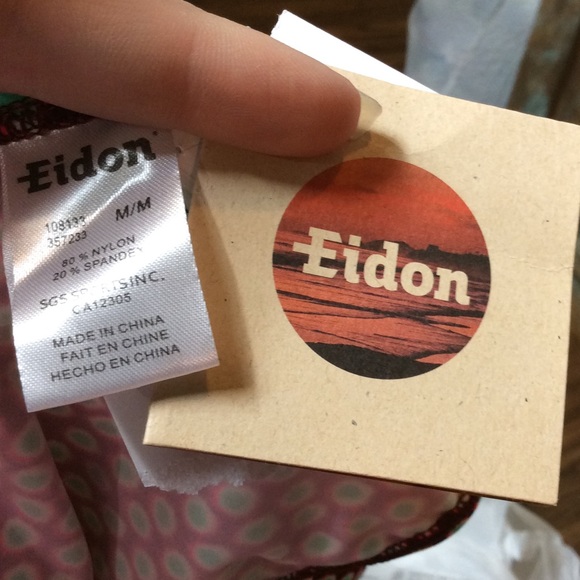 Eidon
108133 M/M
357233
80 % NYLON
20 % SPANDEX
SGS SPORTS INC.
CA12305
MADE IN CHINA
FAIT EN CHINE
HECHO EN CHINA
Eidon